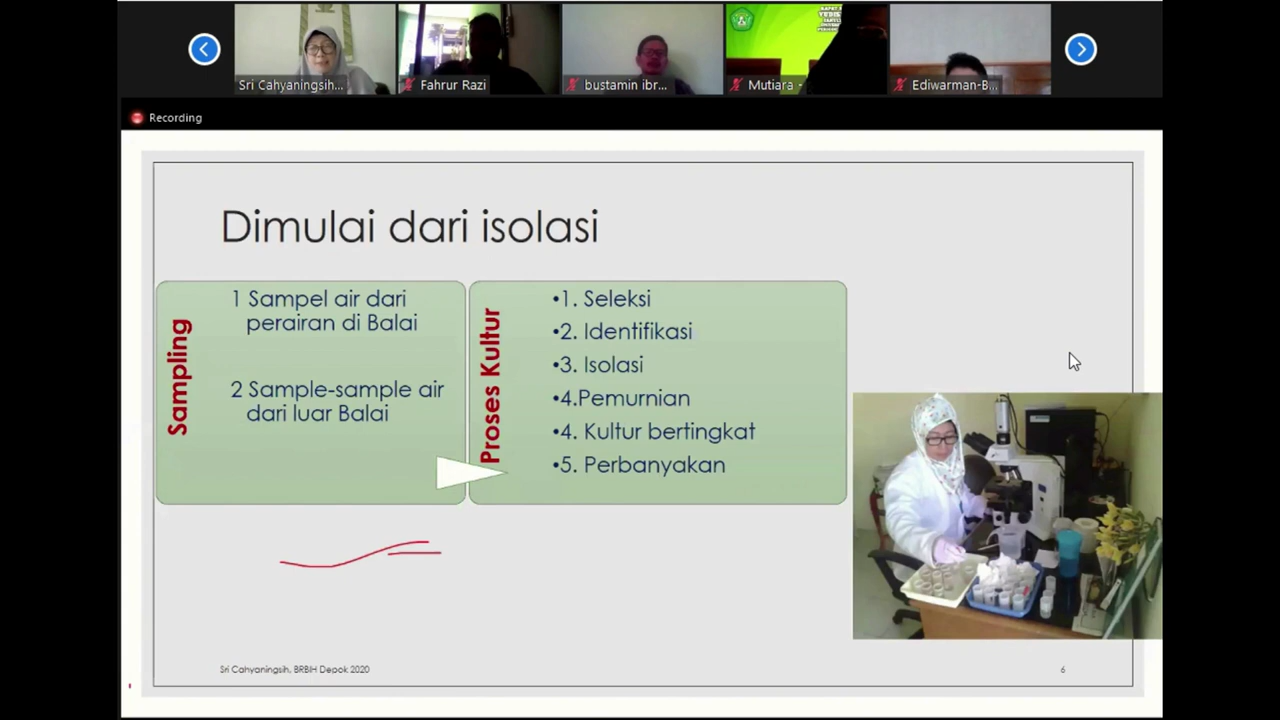 Sri Cahyaningsih...
Fahrur Razi
bustamin ibr...
Mutiara -
Ediwarman-B...
Recording
Dimulai dari isolasi
Sampling
1 Sampel air dari
perairan di Balai
2 Sample-sample air
dari luar Balai
Proses Kultur
•1. Seleksi
•2. Identifikasi
•3. Isolasi
•4.Pemurnian
•4. Kultur bertingkat
•5. Perbanyakan
Sri Cahyaningsih, BRBIH Depok 2020
6